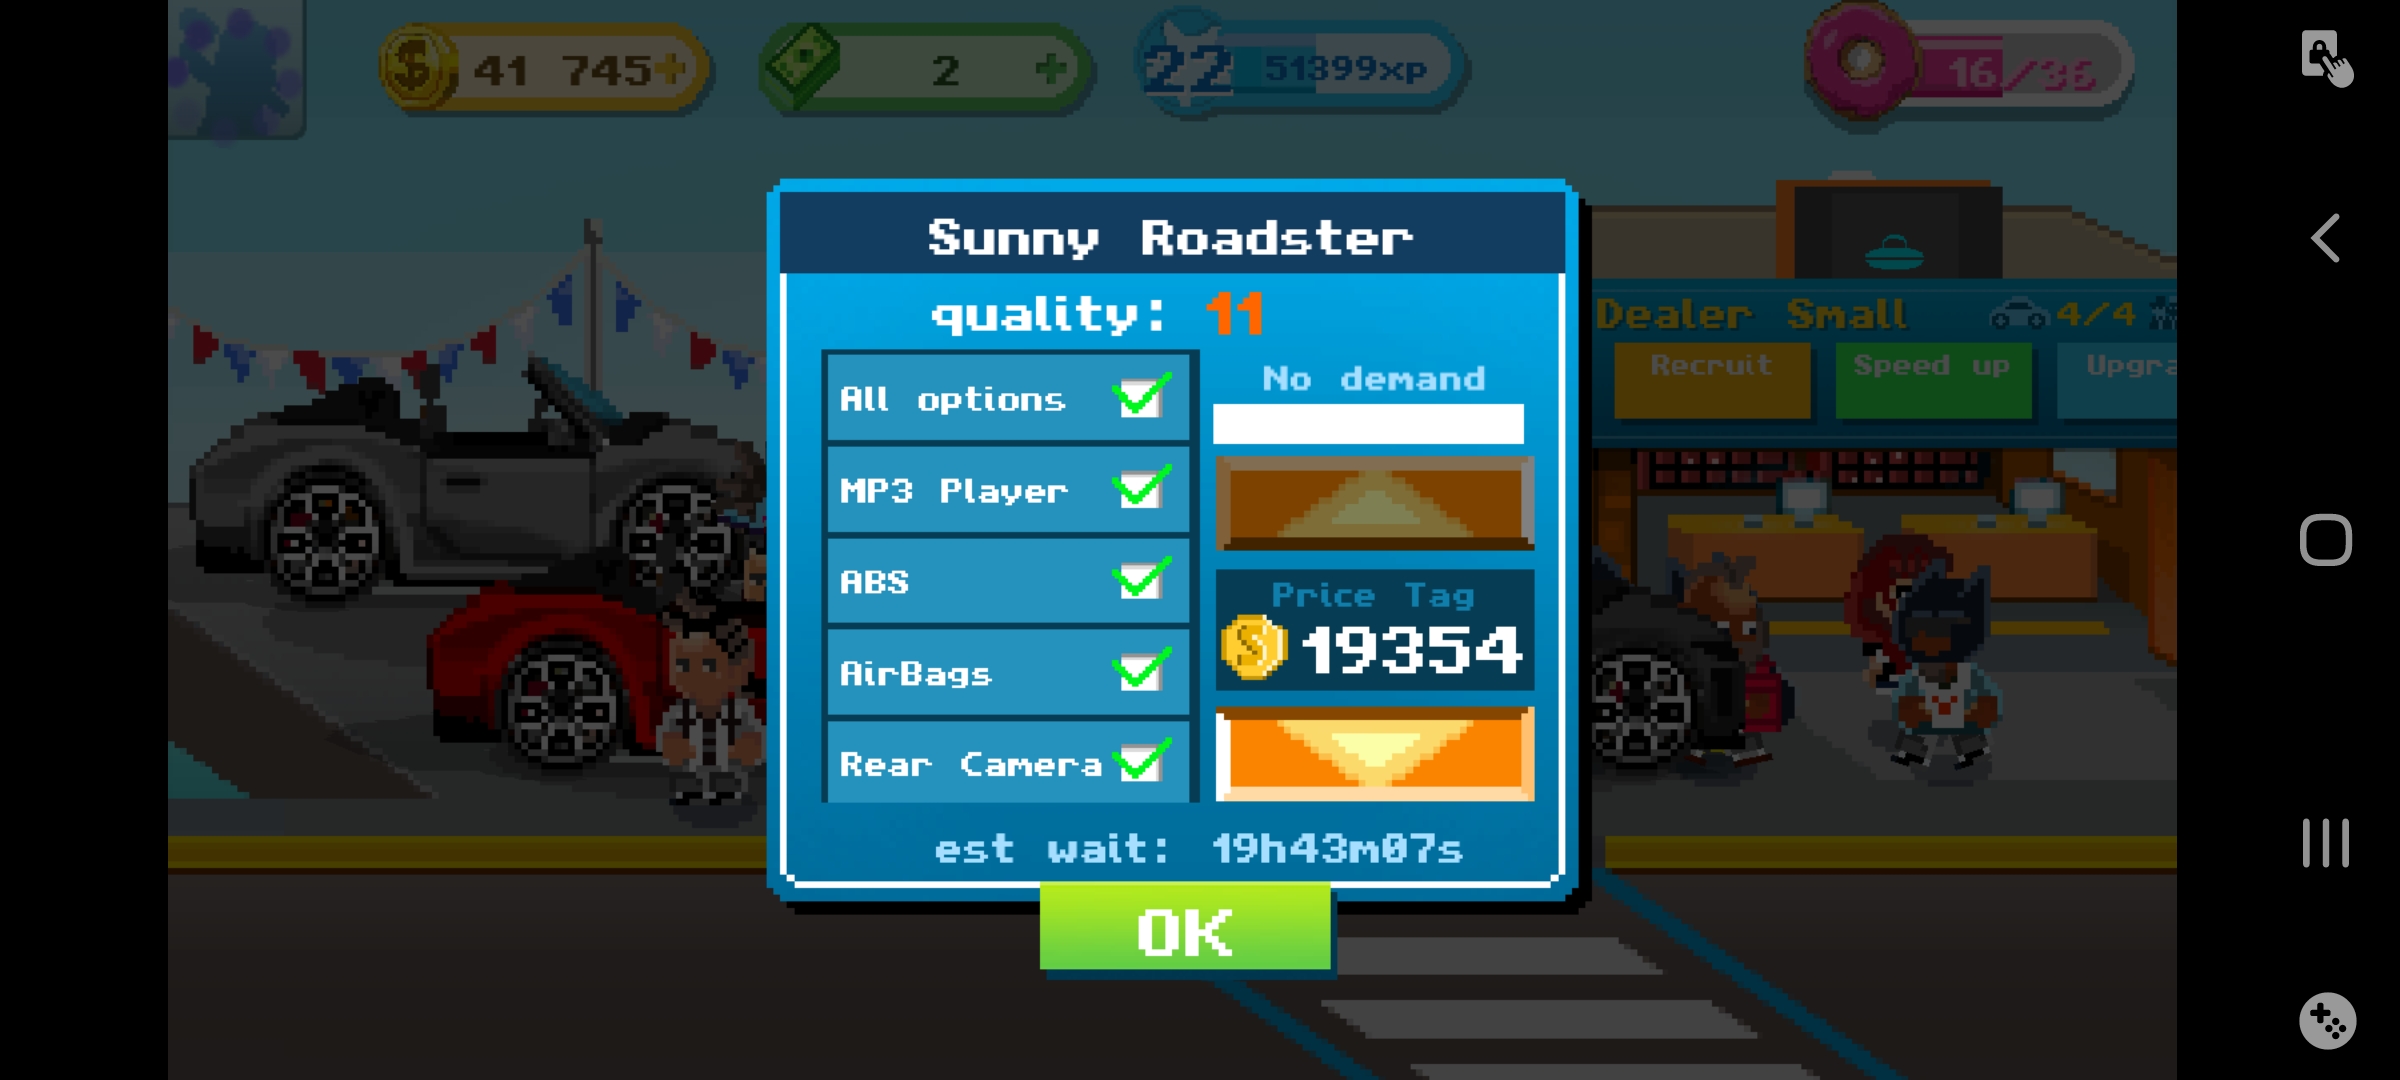 41 745+
2 +
22 51399xp
16/36
Sunny Roadster
quality: 11
All options
MP3 Player
ABS
AirBags
Rear Camera
No demand
Price Tag
19354
est wait: 19h43m07s
OK
Dealer Small 4/4
Recruit
Speed up
Upgra